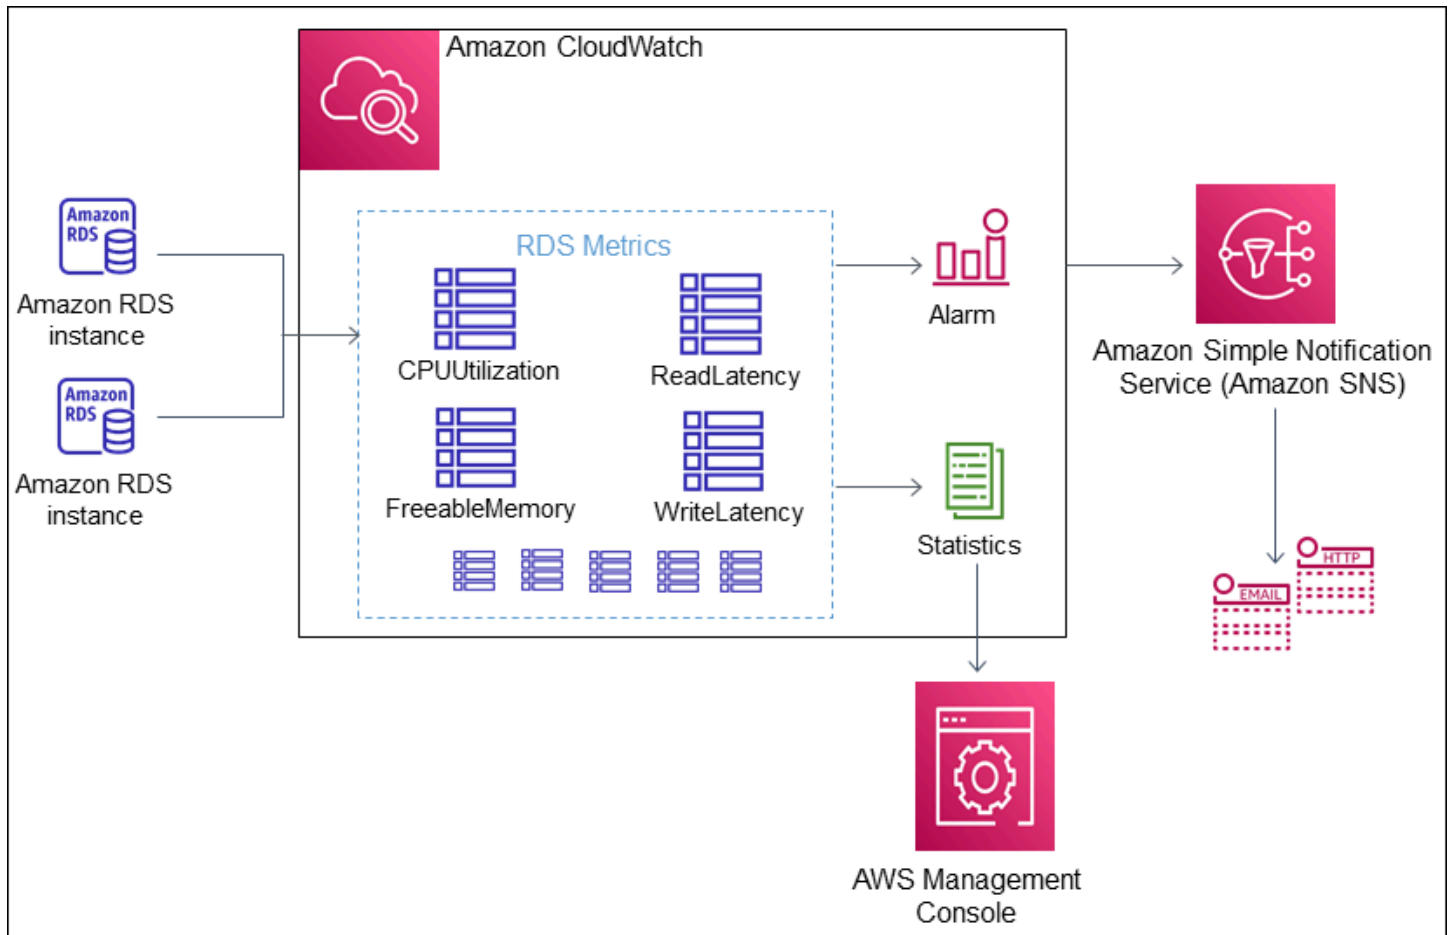 Amazon CloudWatch
Amazon
RDS
Amazon RDS
instance
Amazon
RDS
Amazon RDS
instance
RDS Metrics
CPUUtilization
ReadLatency
FreeableMemory
WriteLatency
Alarm
Statistics
Amazon Simple Notification
Service (Amazon SNS)
HTTP
EMAIL
AWS Management
Console